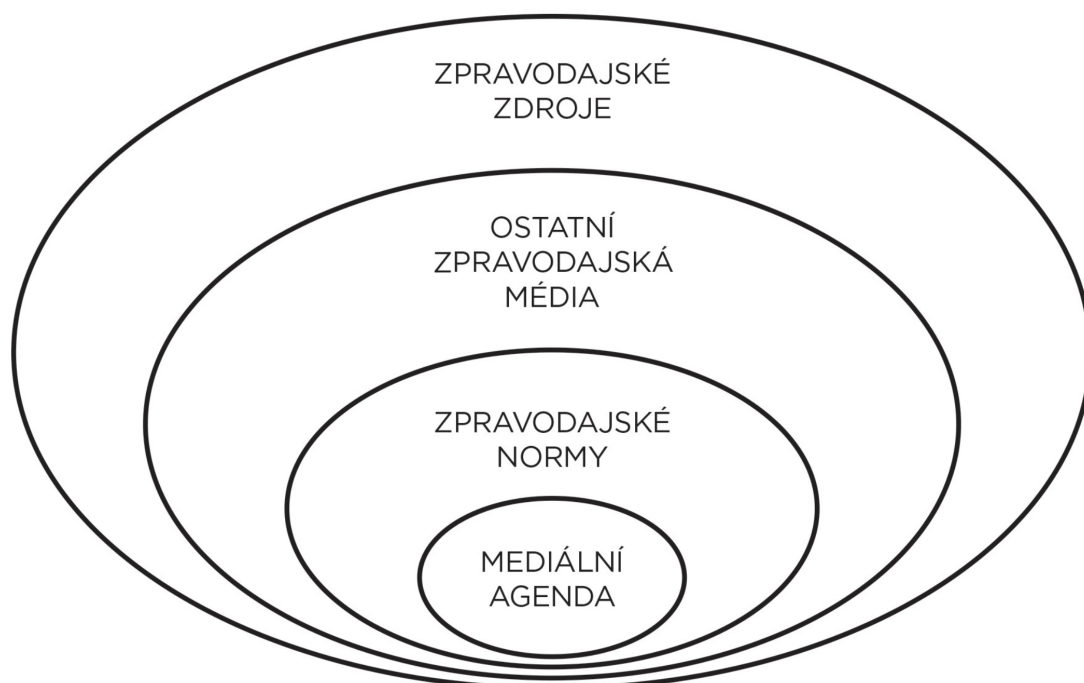 ZPRAVODAJSKÉ
ZDROJE
OSTATNÍ
ZPRAVODAJSKÁ
MÉDIA
ZPRAVODAJSKÉ
NORMY
MEDIÁLNÍ
AGENDA